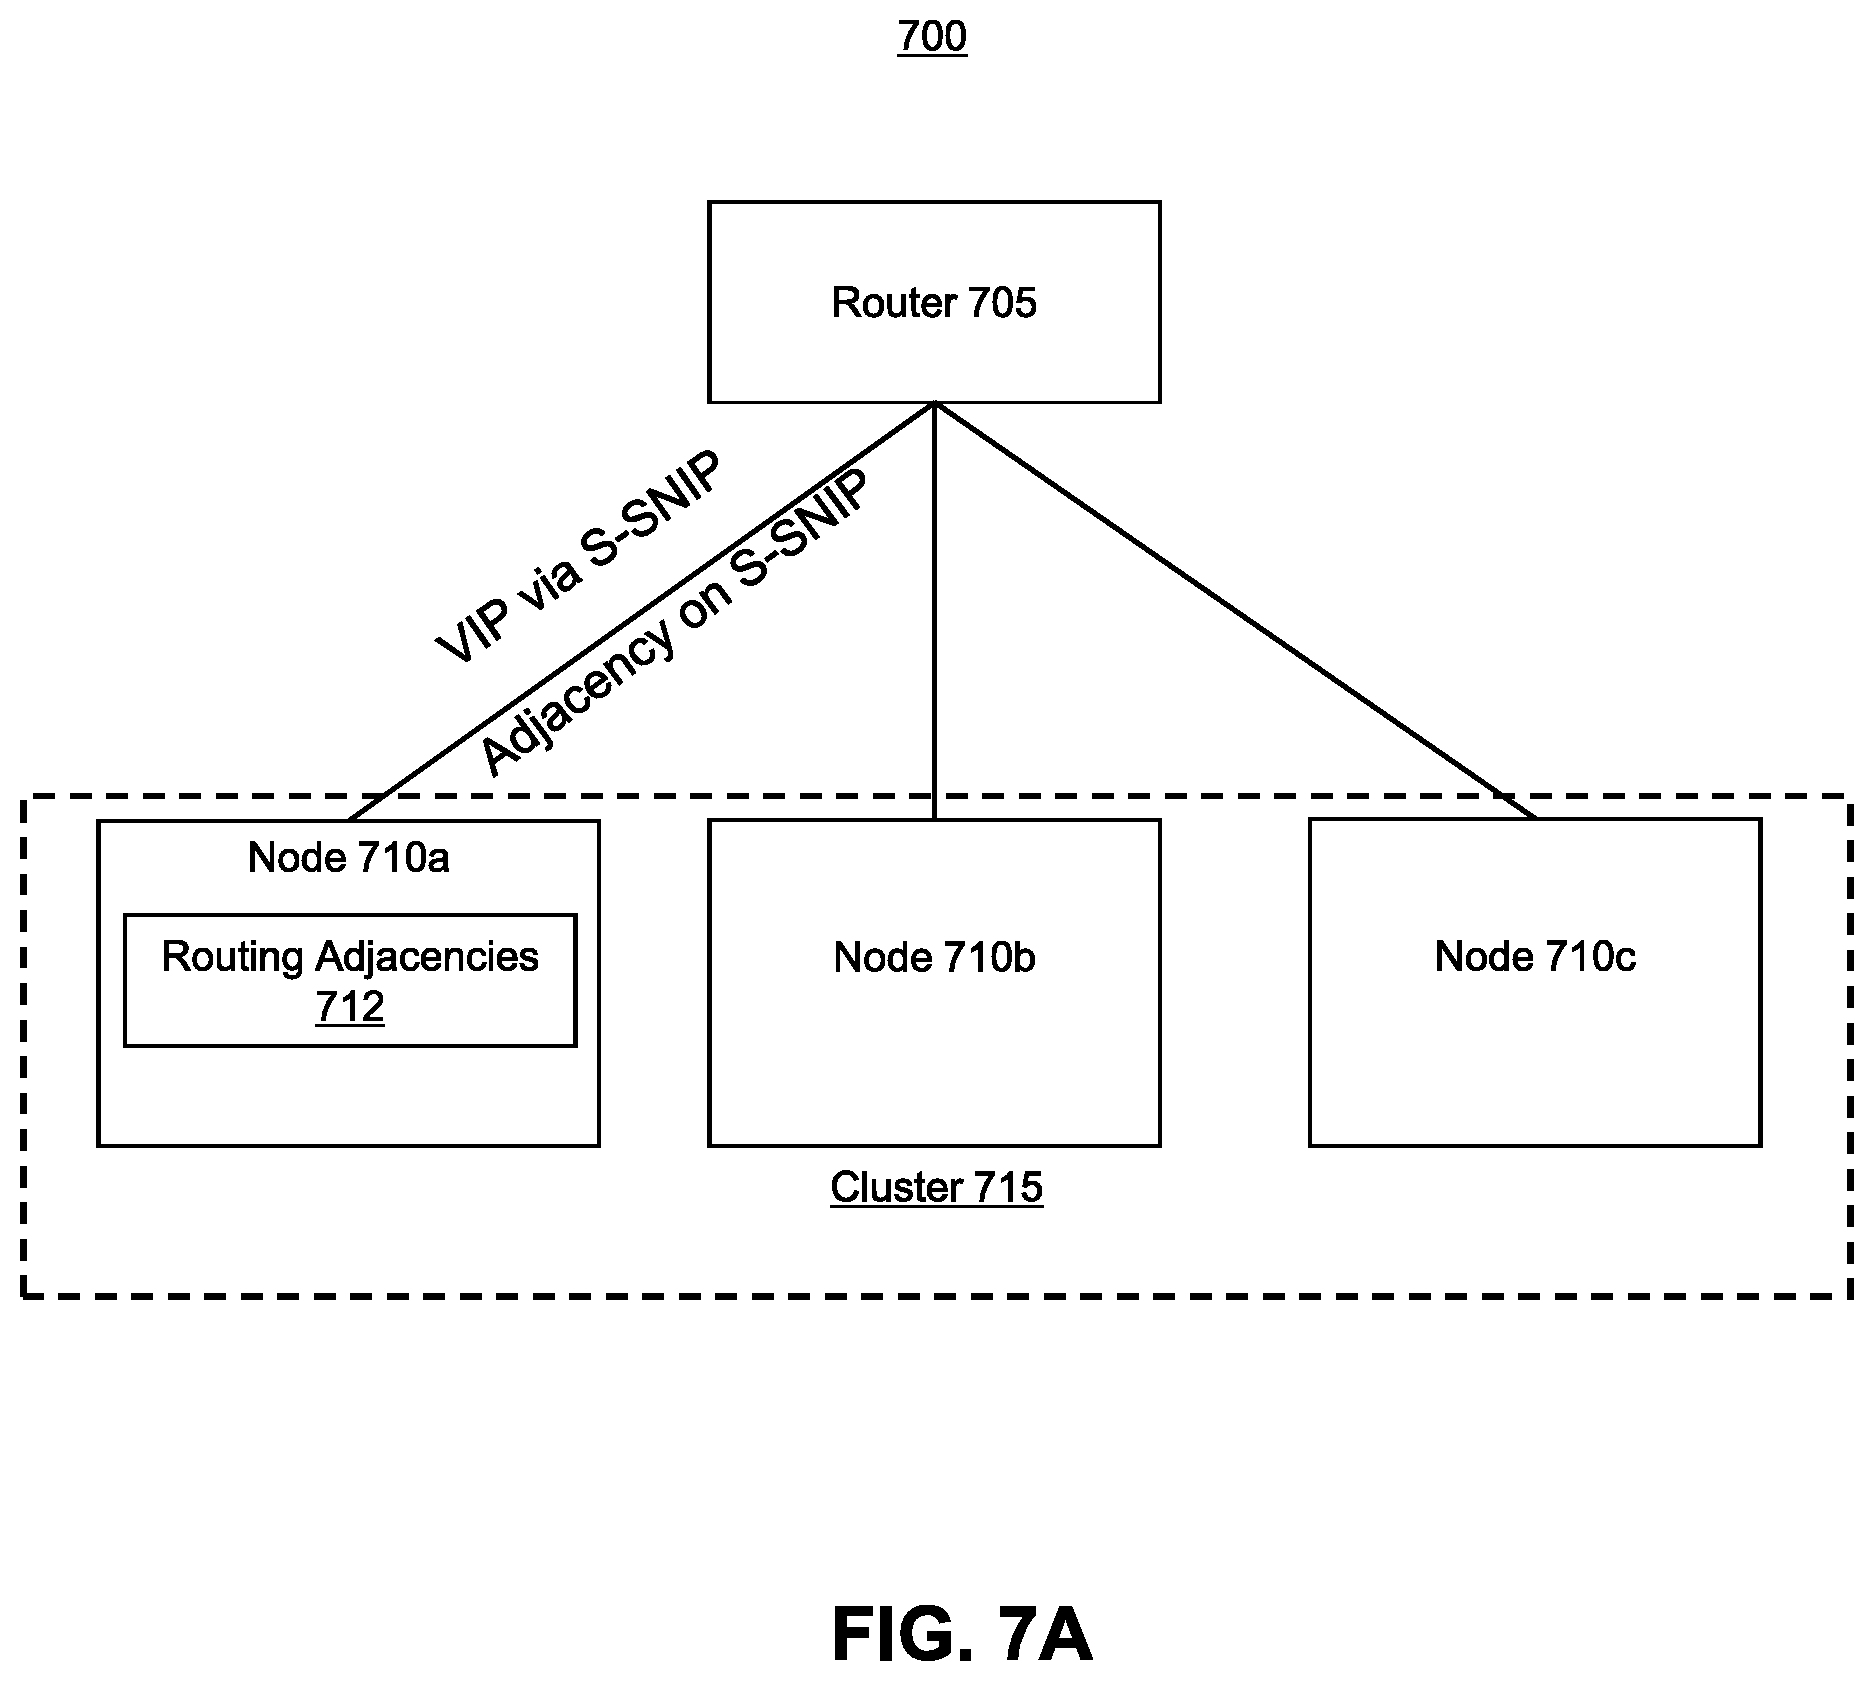 700
Router 705
VIP via S-SNIP
Adjacency on S-SNIP
Node 710a
Routing Adjacencies
712
Node 710b
Node 710c
Cluster 715
FIG. 7A